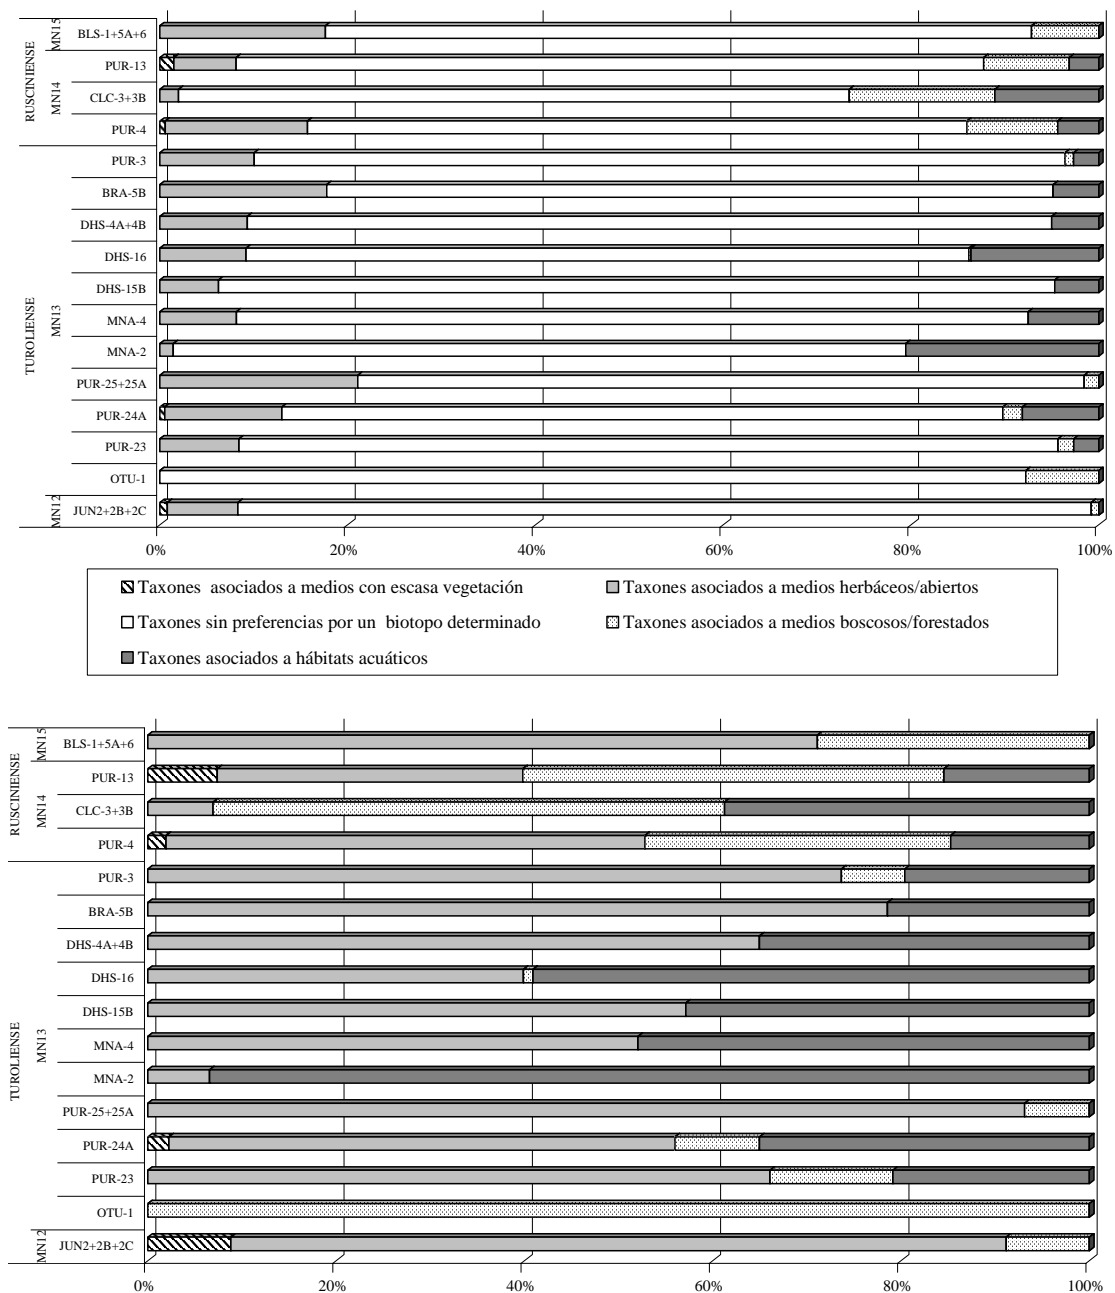 RUSCINIENSE
TUROLIENSE
MN15
MN14
MN13
MN12
BLS-1+5A+6
PUR-13
CLC-3+3B
PUR-4
PUR-3
BRA-5B
DHS-4A+4B
DHS-16
DHS-15B
MNA-4
MNA-2
PUR-25+25A
PUR-24A
PUR-23
OTU-1
JUN2+2B+2C
0% 20% 40% 60% 80% 100%
Taxones asociados a medios con escasa vegetación
Taxones asociados a medios herbáceos/abiertos
Taxones sin preferencias por un biotopo determinado
Taxones asociados a medios boscosos/forestados
Taxones asociados a hábitats acuáticos
RUSCINIENSE
TUROLIENSE
MN15
MN14
MN13
MN12
BLS-1+5A+6
PUR-13
CLC-3+3B
PUR-4
PUR-3
BRA-5B
DHS-4A+4B
DHS-16
DHS-15B
MNA-4
MNA-2
PUR-25+25A
PUR-24A
PUR-23
OTU-1
JUN2+2B+2C
0% 20% 40% 60% 80% 100%